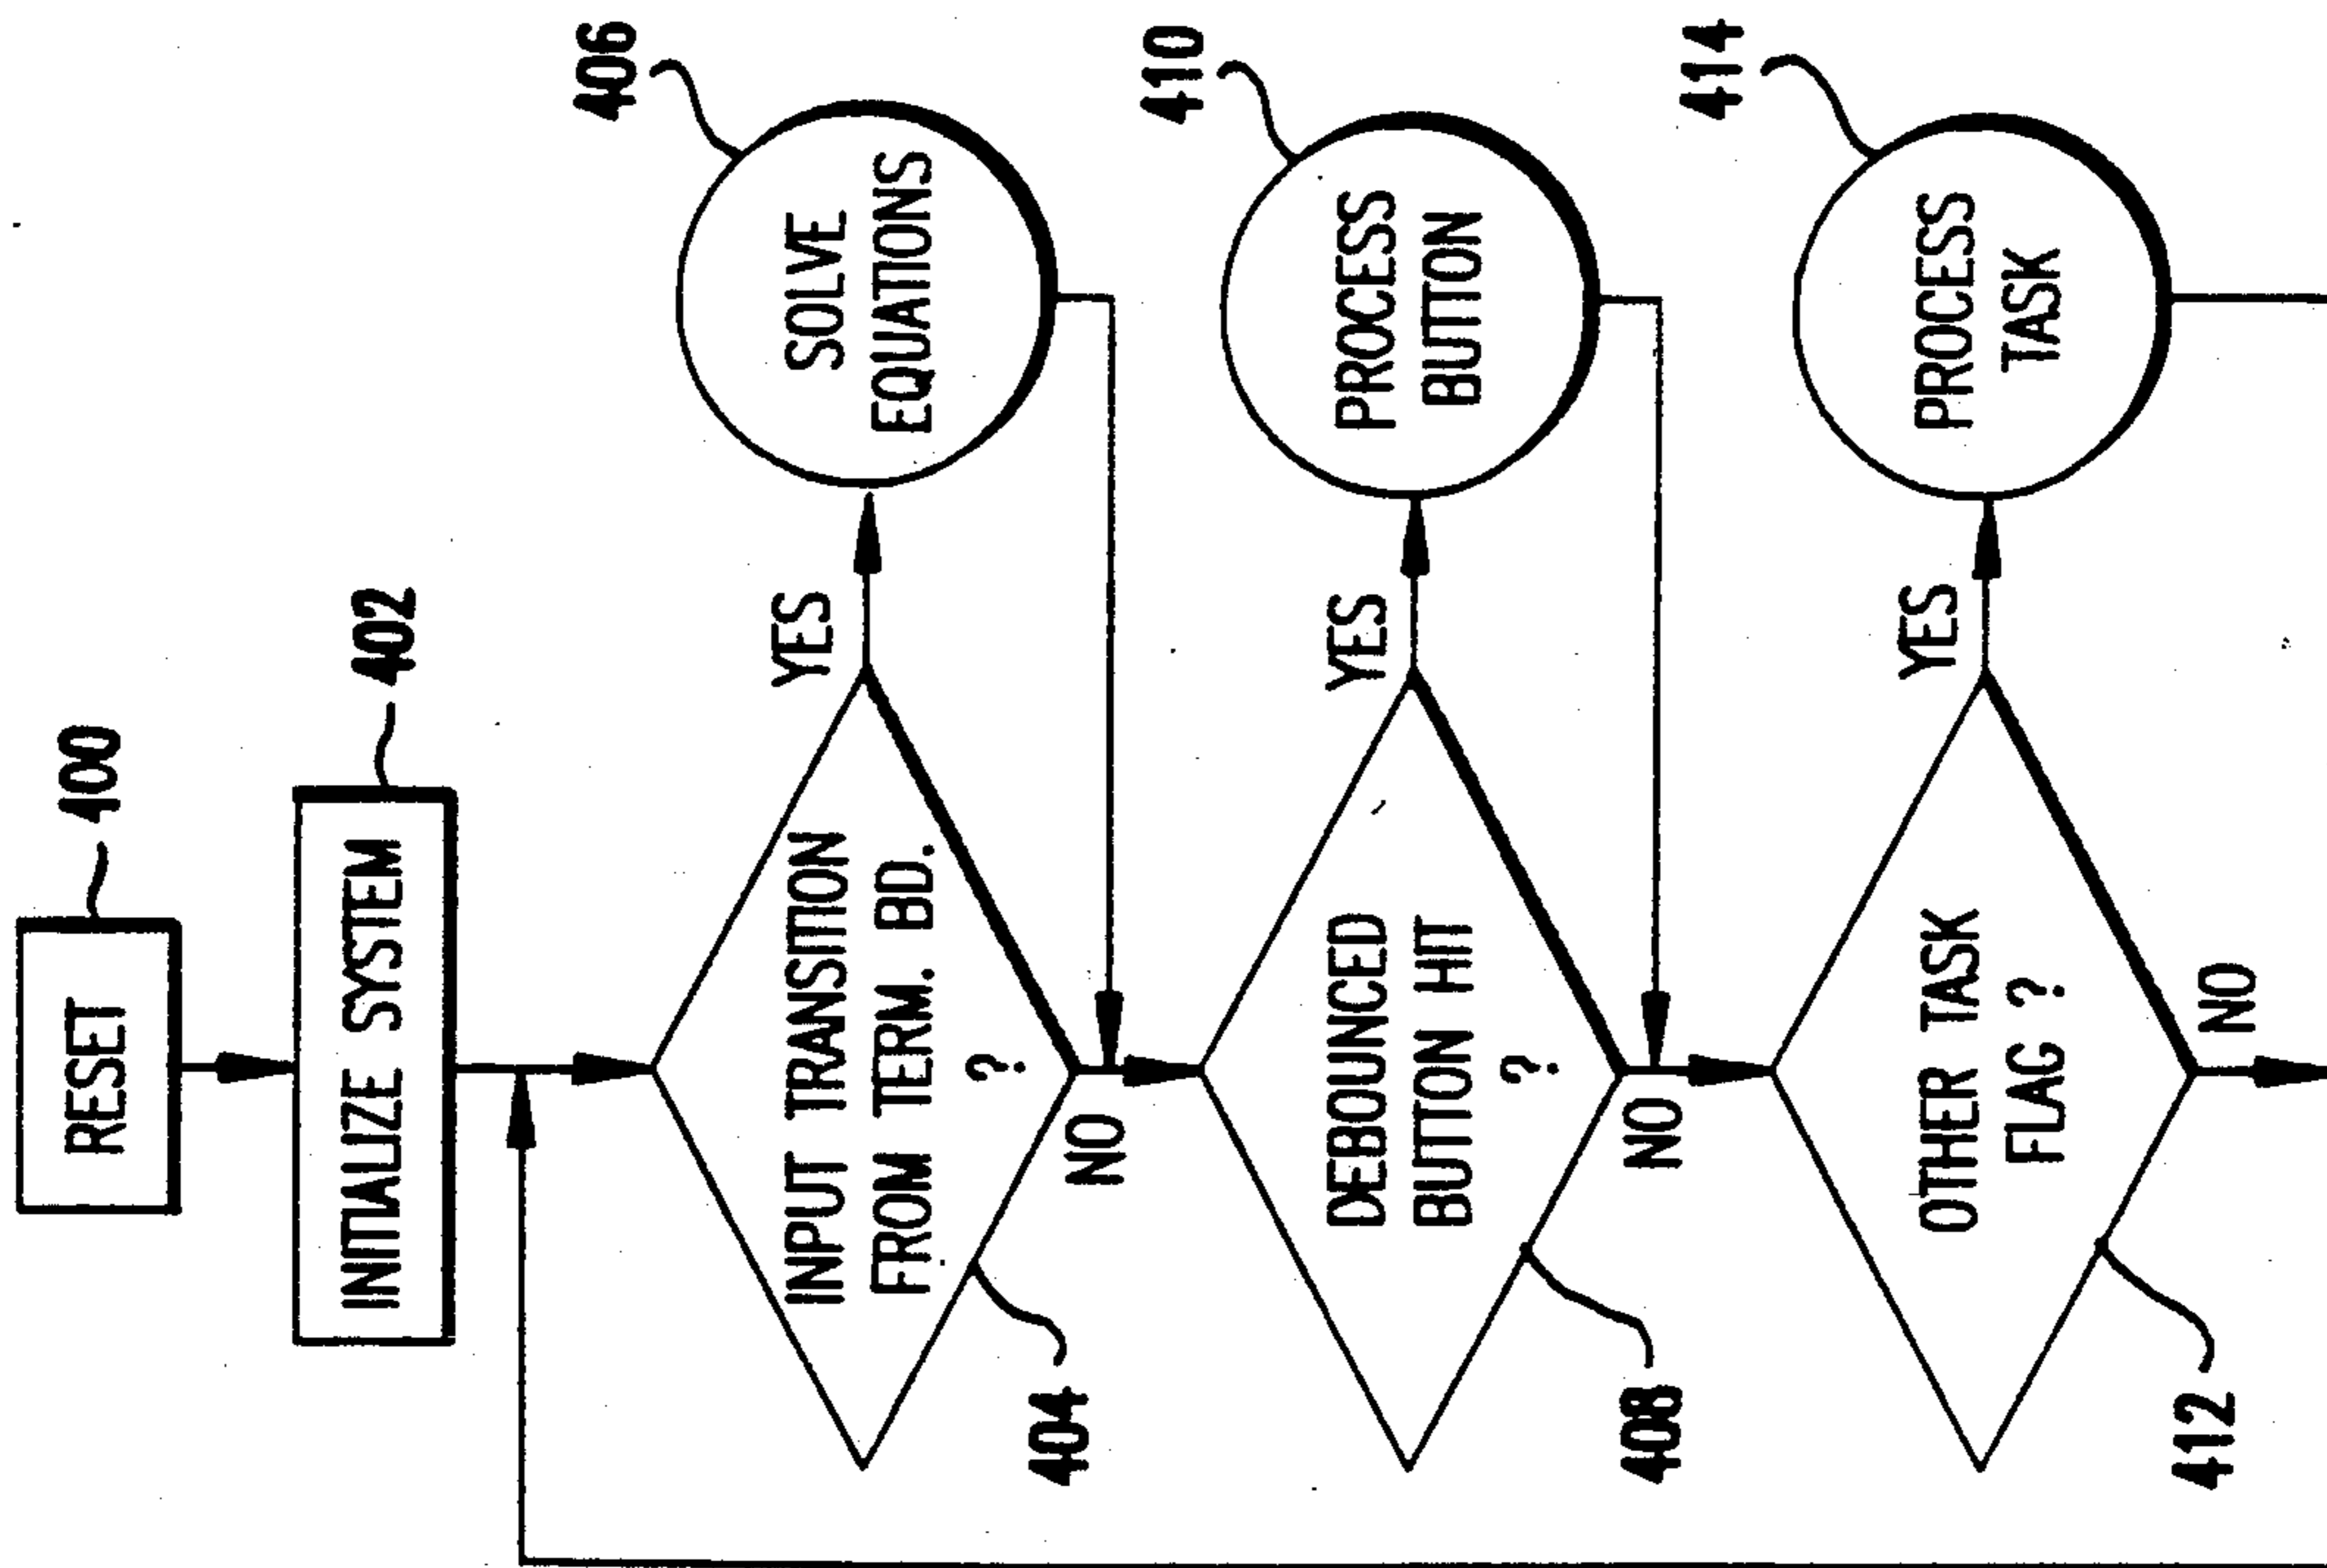 400
RESET
402
INITIALIZE SYSTEM
INPUT TRANSITION
FROM TERM. BD.
?
404
YES
SOLVE
EQUATIONS
406
NO
DEBOUNCED
BUTTON HIT
?
408
YES
PROCESS
BUTTON
410
NO
OTHER TASK
FLAG ?
412
YES
PROCESS
TASK
414
NO